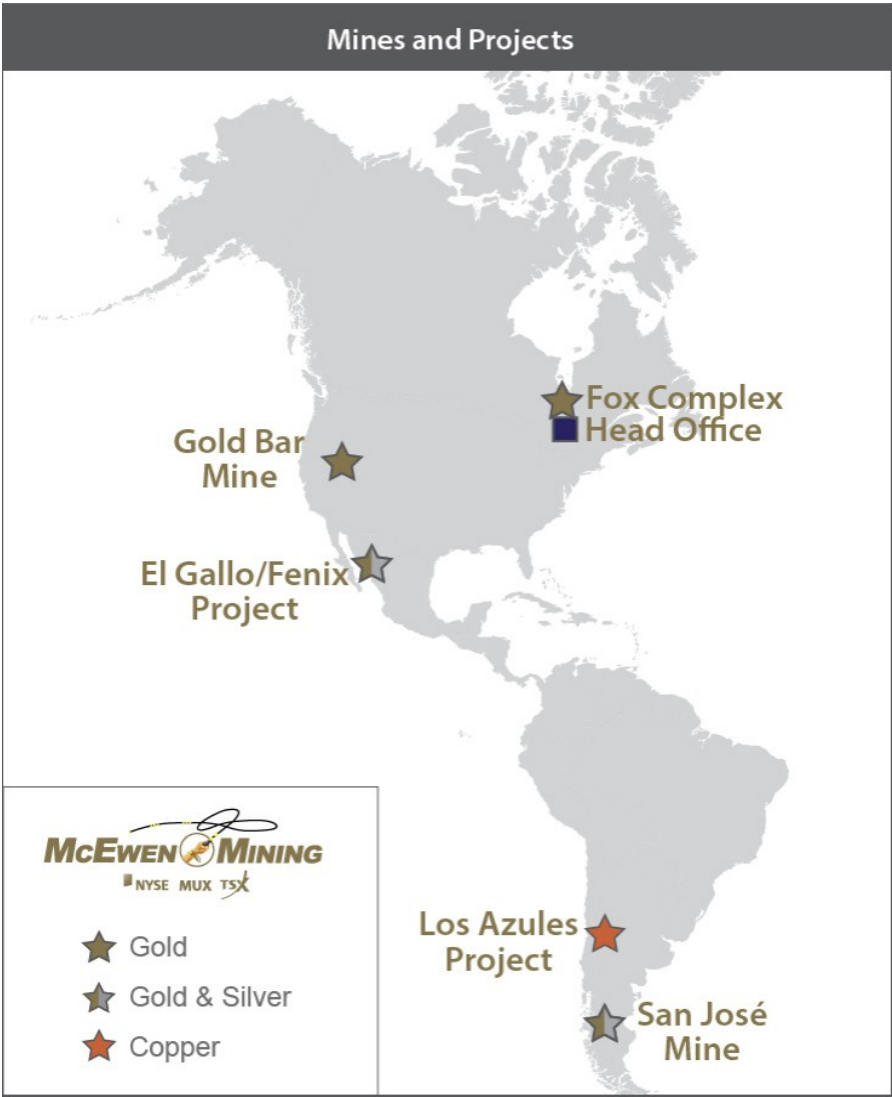 Mines and Projects
Fox Complex
Head Office
Gold Bar
Mine
El Gallo/Fenix
Project
Los Azules
Project
San José
Mine
McEwen Mining
NYSE MUX TSX
Gold
Gold & Silver
Copper